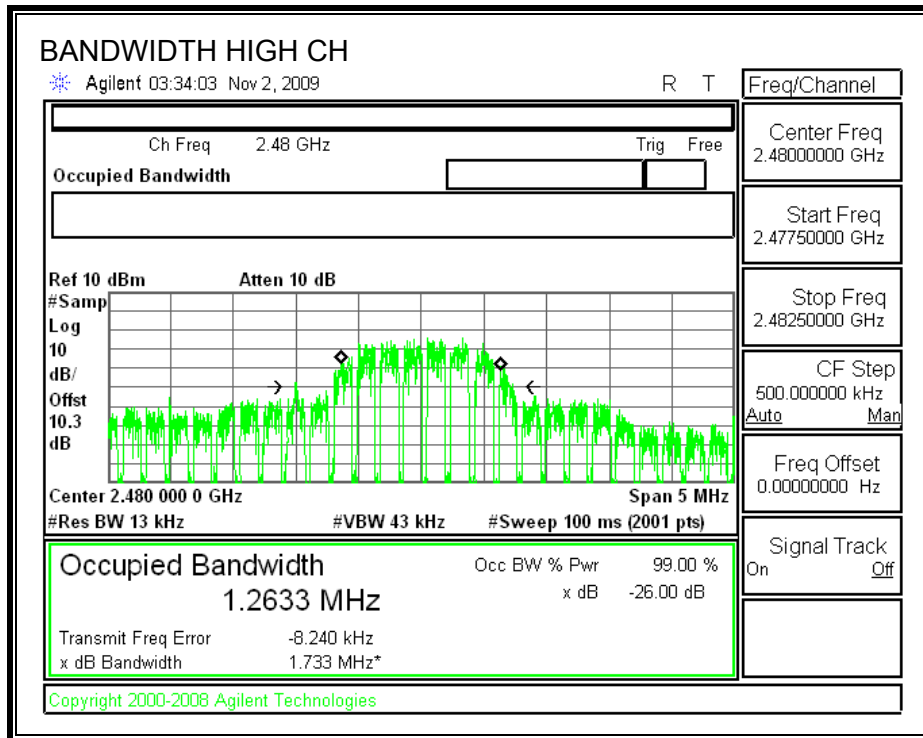 BANDWIDTH HIGH CH
Agilent 03:34:03 Nov 2, 2009 R T
Ch Freq 2.48 GHz Trig Free
Occupied Bandwidth
Ref 10 dBm Atten 10 dB
#Samp
Log
10
dB/
Offst
10.3
dB
Center 2.480 000 0 GHz Span 5 MHz
#Res BW 13 kHz #VBW 43 kHz #Sweep 100 ms (2001 pts)
Occupied Bandwidth Occ BW % Pwr 99.00 %
1.2633 MHz x dB -26.00 dB
Transmit Freq Error -8.240 kHz
x dB Bandwidth 1.733 MHz*
Copyright 2000-2008 Agilent Technologies
Freq/Channel
Center Freq
2.48000000 GHz
Start Freq
2.47750000 GHz
Stop Freq
2.48250000 GHz
CF Step
500.000000 kHz
Auto Man
Freq Offset
0.00000000 Hz
Signal Track
On Off